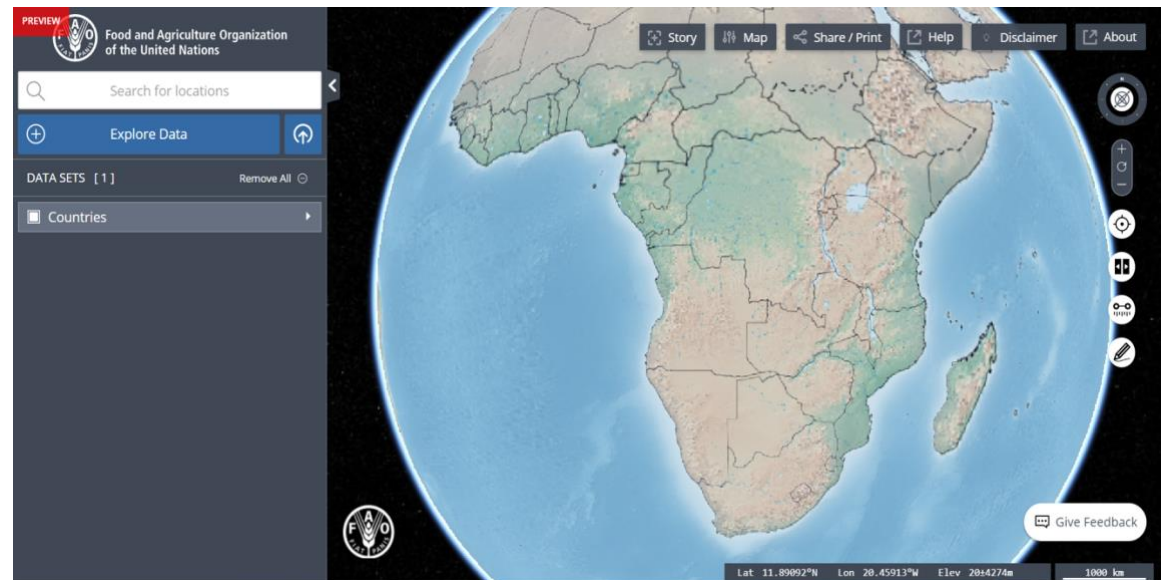 PREVIEW
Food and Agriculture Organization
of the United Nations
Search for locations
Explore Data
DATA SETS [1]
Remove All
Countries
Story
Map
Share / Print
Help
Disclaimer
About
F A O
FIAT PANIS
Give Feedback
Lat 11.89092°N Lon 20.45913°W Elev 20±4274m
1000 km